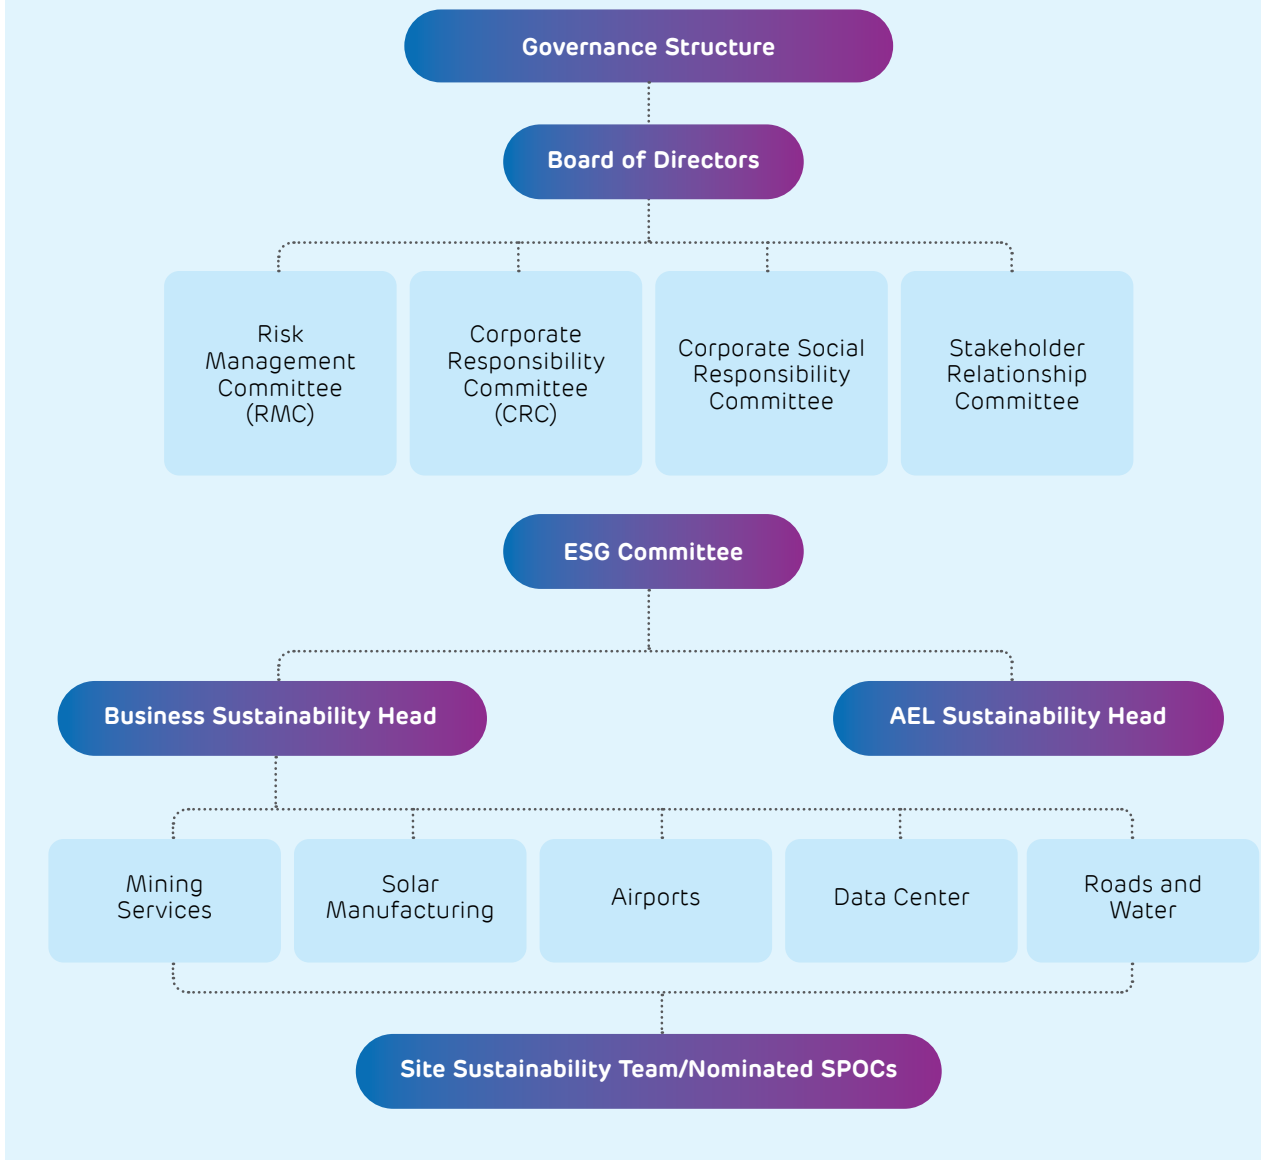 Governance Structure
Board of Directors
Risk
Management
Committee
(RMC)
Corporate
Responsibility
Committee
(CRC)
Corporate Social
Responsibility
Committee
Stakeholder
Relationship
Committee
ESG Committee
Business Sustainability Head
AEL Sustainability Head
Mining
Services
Solar
Manufacturing
Airports
Data Center
Roads and
Water
Site Sustainability Team/Nominated SPOCs